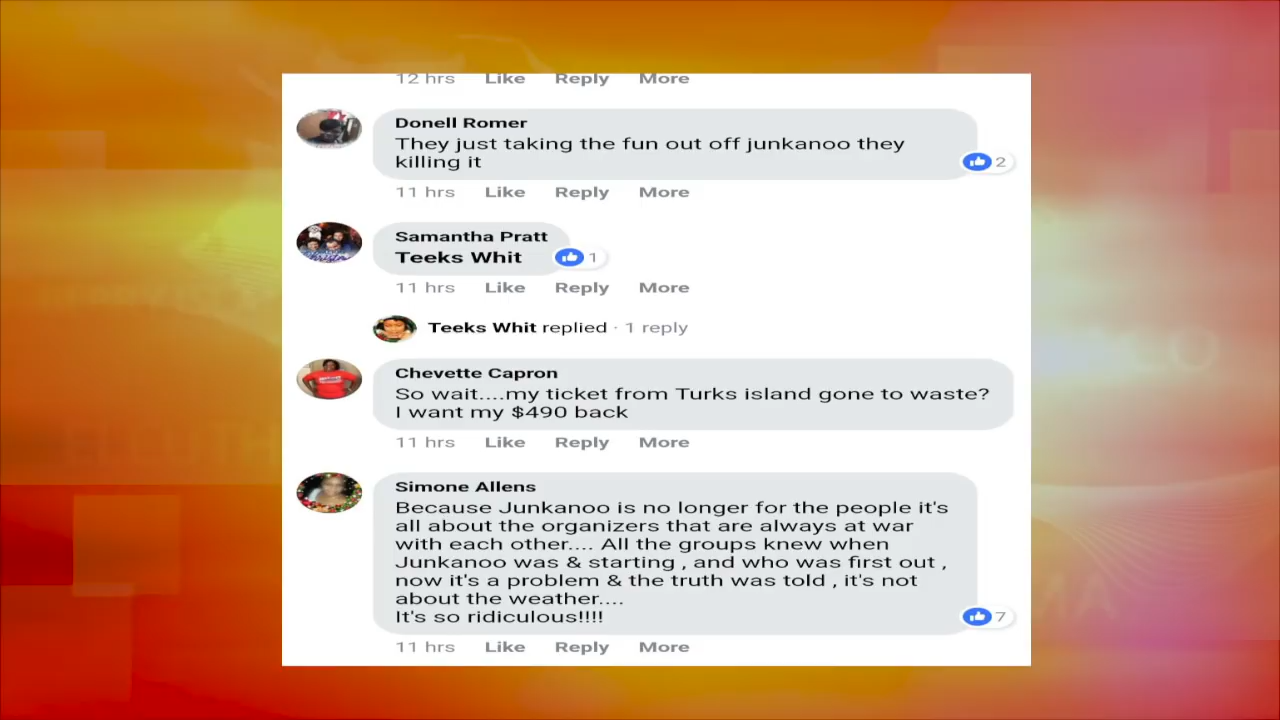 12 hrs Like Reply More
Donell Romer
They just taking the fun out off junkanoo they
killing it
2
11 hrs Like Reply More
Samantha Pratt
Teeks Whit
1
11 hrs Like Reply More
Teeks Whit replied · 1 reply
Chevette Capron
So wait....my ticket from Turks island gone to waste?
I want my $490 back
11 hrs Like Reply More
Simone Allens
Because Junkanoo is no longer for the people it's
all about the organizers that are always at war
with each other.... All the groups knew when
Junkanoo was & starting , and who was first out ,
now it's a problem & the truth was told , it's not
about the weather....
It's so ridiculous!!!!
7
11 hrs Like Reply More